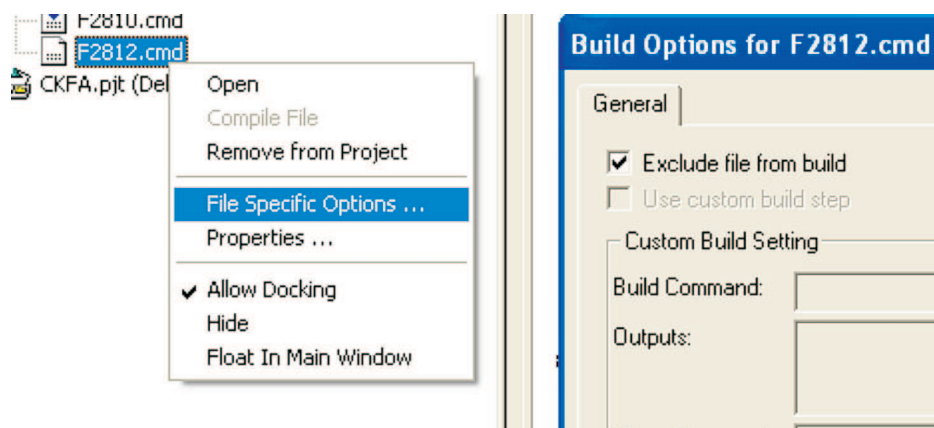 F2810.cmd
F2812.cmd
CKFA.pjt (Del
Open
Compile File
Remove from Project
File Specific Options ...
Properties ...
Allow Docking
Hide
Float In Main Window
Build Options for F2812.cmd
General
Exclude file from build
Use custom build step
Custom Build Setting
Build Command:
Outputs: